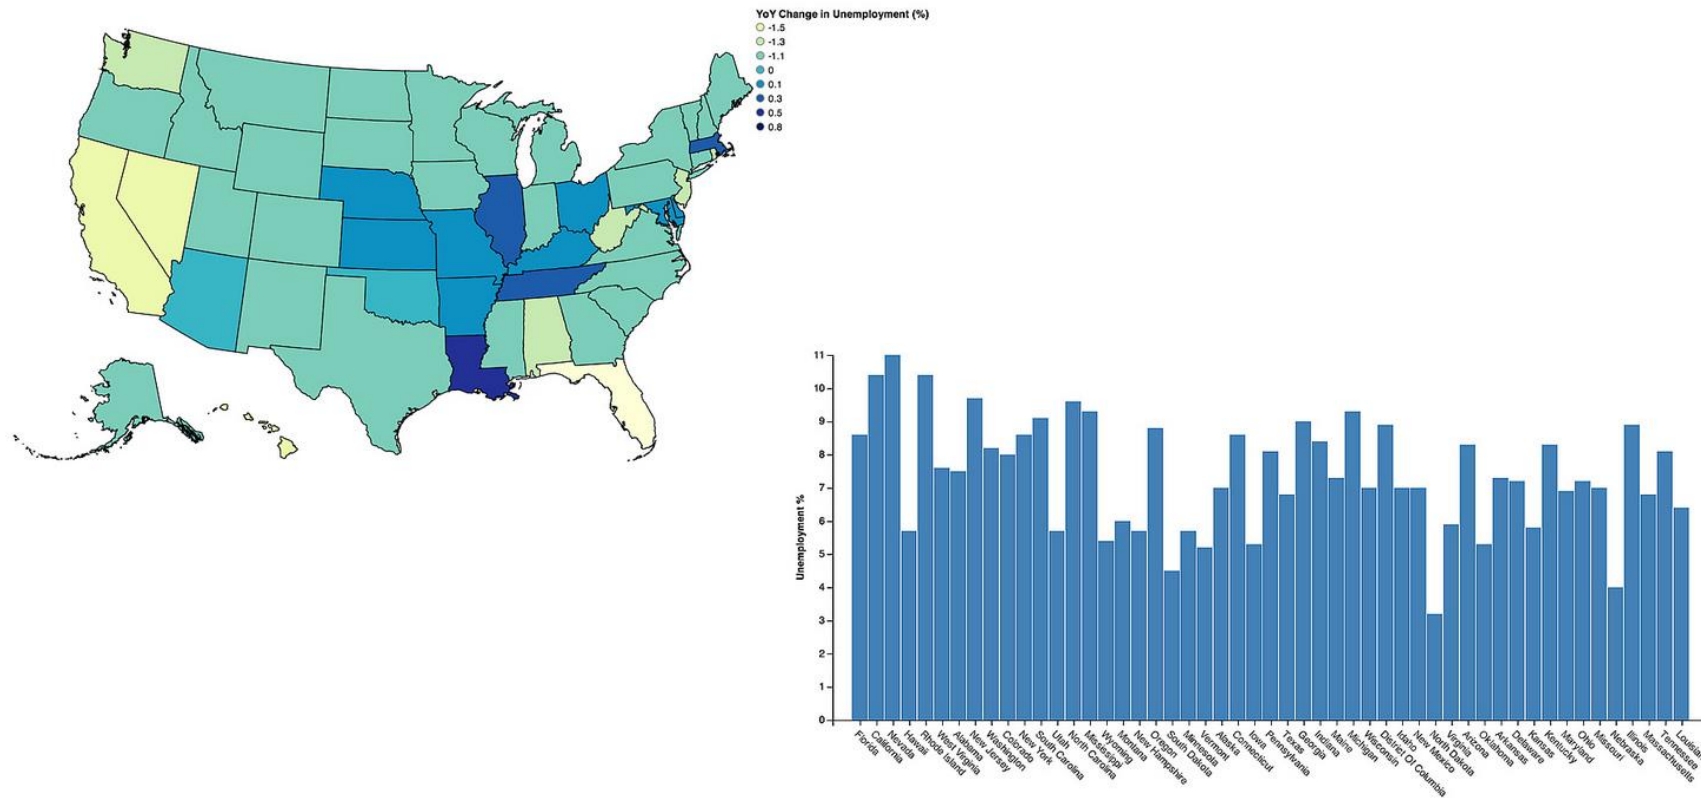 YoY Change in Unemployment (%)
-1.5
-1.3
-1.1
0
0.1
0.3
0.5
0.8
11
10
9
8
7
6
5
4
3
2
1
0
Unemployment %
Florida
California
Nevada
Hawaii
Rhode Island
West Virginia
Alabama
New Jersey
Washington
Colorado
New York
South Carolina
Utah
North Carolina
Mississippi
Wyoming
Montana
New Hampshire
Oregon
South Dakota
Minnesota
Vermont
Alaska
Connecticut
Iowa
Pennsylvania
Texas
Georgia
Indiana
Maine
Michigan
Wisconsin
District Of Columbia
Idaho
New Mexico
North Dakota
Virginia
Arizona
Oklahoma
Arkansas
Delaware
Kansas
Kentucky
Maryland
Ohio
Missouri
Nebraska
Illinois
Massachusetts
Tennessee